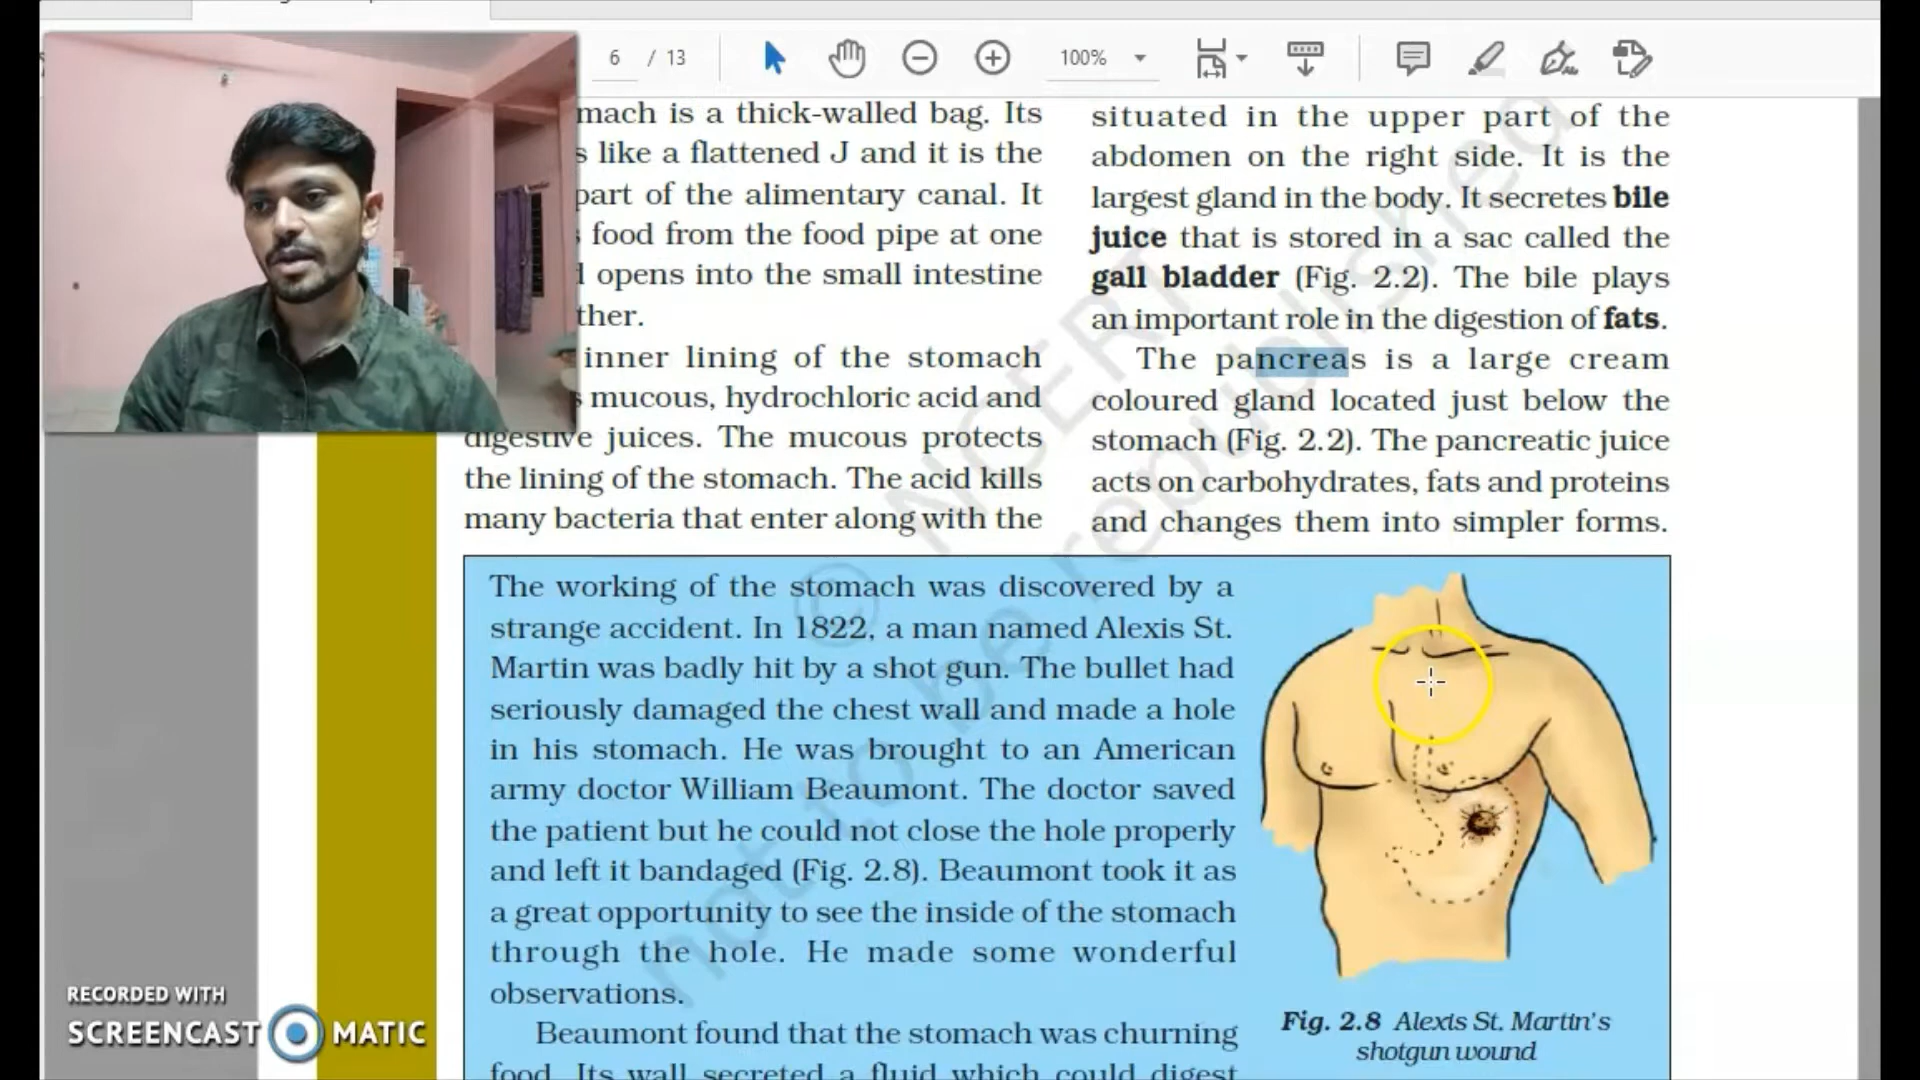 6 / 13
100%
mach is a thick-walled bag. Its
s like a flattened J and it is the
part of the alimentary canal. It
s food from the food pipe at one
d opens into the small intestine
ther.
inner lining of the stomach
s mucous, hydrochloric acid and
digestive juices. The mucous protects
the lining of the stomach. The acid kills
many bacteria that enter along with the
situated in the upper part of the
abdomen on the right side. It is the
largest gland in the body. It secretes bile
juice that is stored in a sac called the
gall bladder (Fig. 2.2). The bile plays
an important role in the digestion of fats.
The pancreas is a large cream
coloured gland located just below the
stomach (Fig. 2.2). The pancreatic juice
acts on carbohydrates, fats and proteins
and changes them into simpler forms.
The working of the stomach was discovered by a
strange accident. In 1822, a man named Alexis St.
Martin was badly hit by a shot gun. The bullet had
seriously damaged the chest wall and made a hole
in his stomach. He was brought to an American
army doctor William Beaumont. The doctor saved
the patient but he could not close the hole properly
and left it bandaged (Fig. 2.8). Beaumont took it as
a great opportunity to see the inside of the stomach
through the hole. He made some wonderful
observations.
Beaumont found that the stomach was churning
food. Its wall secreted a fluid which could digest
Fig. 2.8 Alexis St. Martin's
shotgun wound
© NCERT
not to be republished
RECORDED WITH
SCREENCAST MATIC